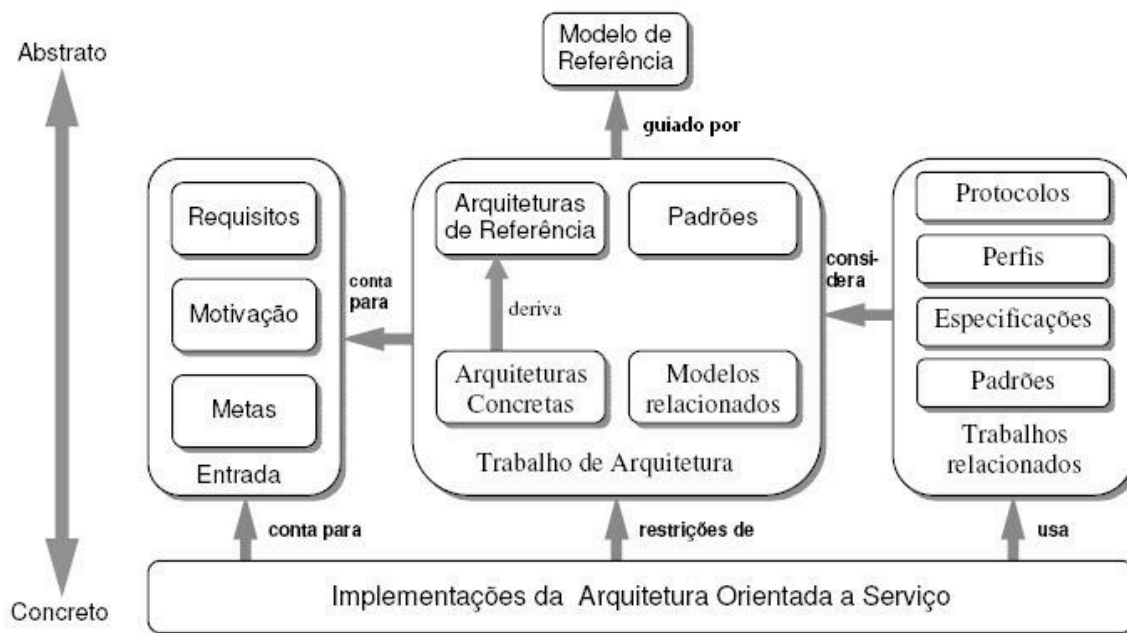 Abstrato
Modelo de
Referência
guiado por
Requisitos
Motivação
Metas
Entrada
conta
para
Arquiteturas
de Referência
Padrões
deriva
Arquiteturas
Concretas
Modelos
relacionados
Trabalho de Arquitetura
consi-
dera
Protocolos
Perfis
Especificações
Padrões
Trabalhos
relacionados
conta para
restrições de
usa
Implementações da Arquitetura Orientada a Serviço
Concreto